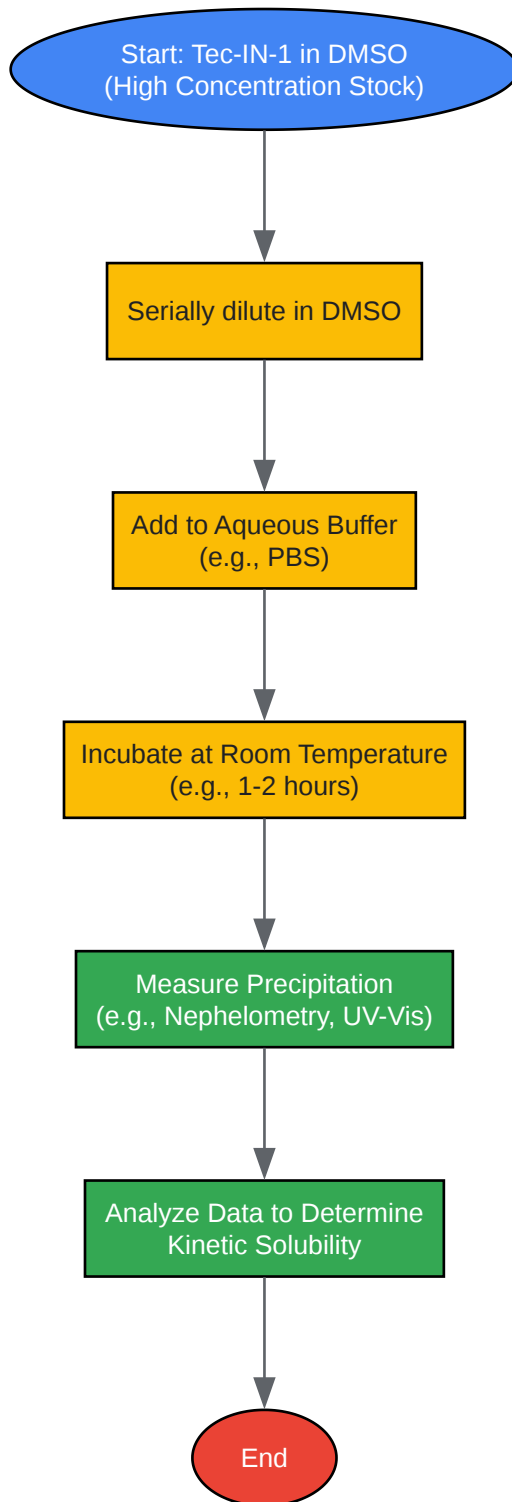 Start: Tec-IN-1 in DMSO
(High Concentration Stock)
Serially dilute in DMSO
Add to Aqueous Buffer
(e.g., PBS)
Incubate at Room Temperature
(e.g., 1-2 hours)
Measure Precipitation
(e.g., Nephelometry, UV-Vis)
Analyze Data to Determine
Kinetic Solubility
End